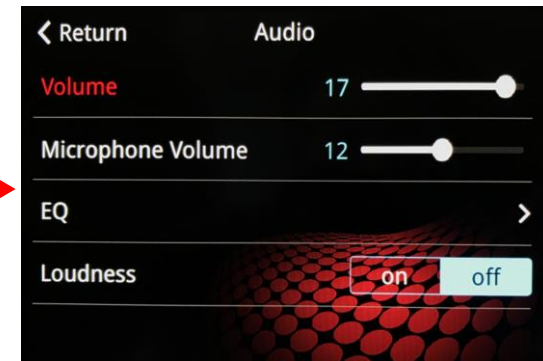 Return Audio
Volume 17
Microphone Volume 12
EQ
Loudness on off